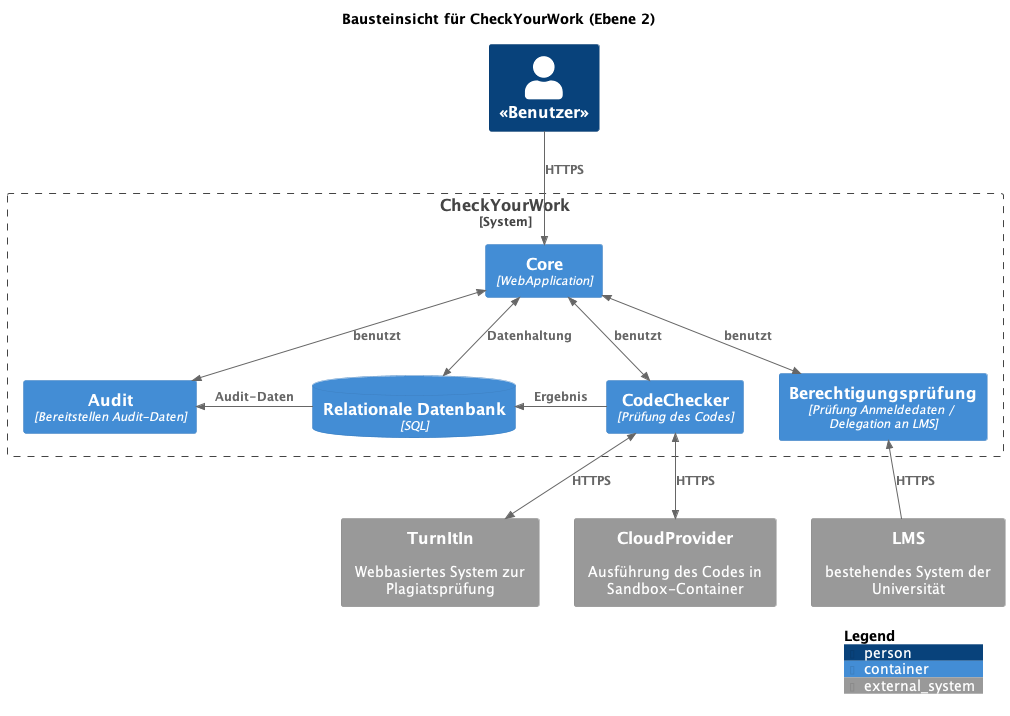 Bausteinsicht für CheckYourWork (Ebene 2)
«Benutzer»
HTTPS
CheckYourWork
[System]
Core
[WebApplication]
benutzt
Datenhaltung
benutzt
benutzt
Audit
[Bereitstellen Audit-Daten]
Audit-Daten
Relationale Datenbank
[SQL]
Ergebnis
CodeChecker
[Prüfung des Codes]
Berechtigungsprüfung
[Prüfung Anmeldedaten /
Delegation an LMS]
HTTPS
HTTPS
HTTPS
TurnItIn
Webbasiertes System zur
Plagiatsprüfung
CloudProvider
Ausführung des Codes in
Sandbox-Container
LMS
bestehendes System der
Universität
Legend
person
container
external_system